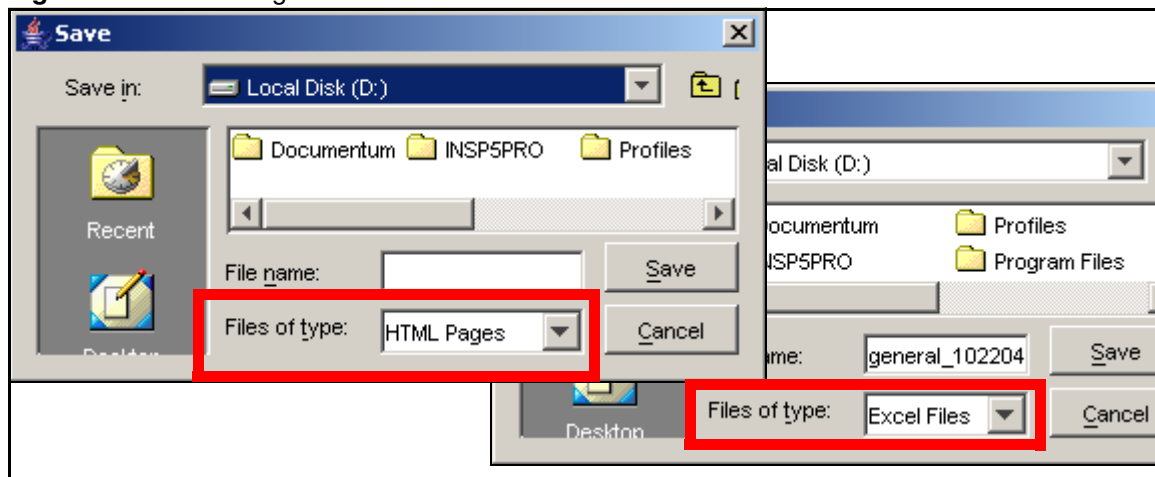 Save
Save in:
Local Disk (D:)
Documentum
INSP5PRO
Profiles
Recent
File name:
Save
Files of type:
HTML Pages
Cancel
al Disk (D:)
ocumentum
Profiles
NSP5PRO
Program Files
ame:
general_102204
Save
Files of type:
Excel Files
Cancel
Desktop